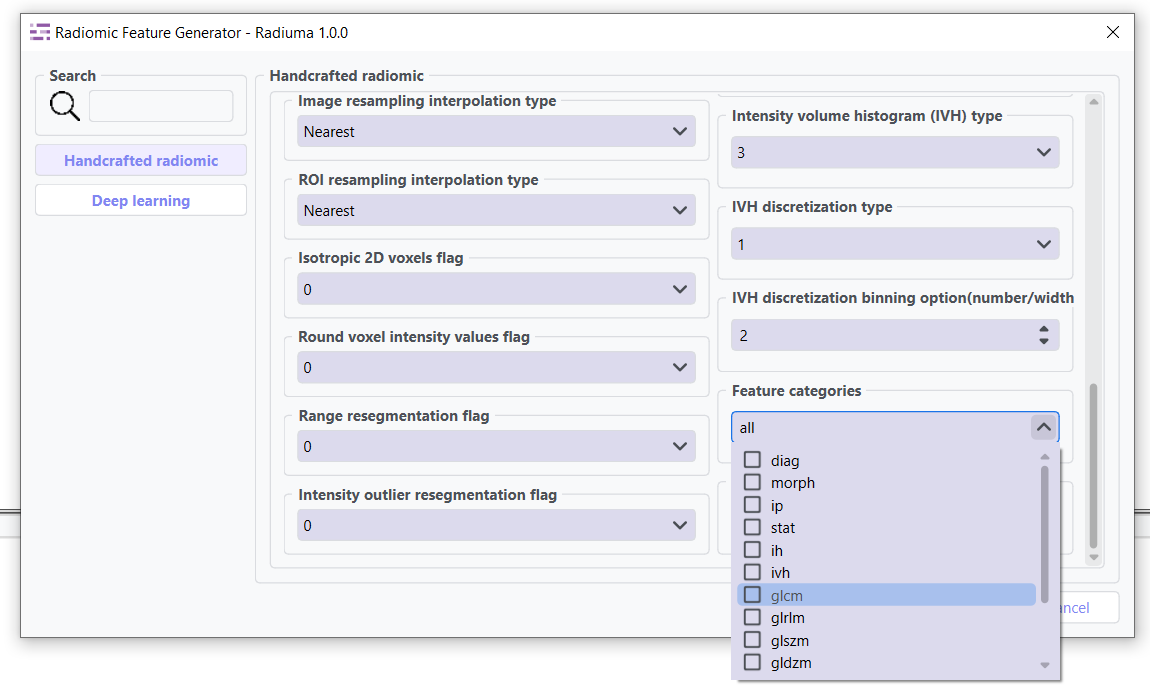 Radiomic Feature Generator - Radiuma 1.0.0
Search
Handcrafted radiomic
Deep learning
Handcrafted radiomic
Image resampling interpolation type
Nearest
ROI resampling interpolation type
Nearest
Isotropic 2D voxels flag
0
Round voxel intensity values flag
0
Range resegmentation flag
0
Intensity outlier resegmentation flag
0
Intensity volume histogram (IVH) type
3
IVH discretization type
1
IVH discretization binning option(number/width
2
Feature categories
all
diag
morph
ip
stat
ih
ivh
glcm
glrlm
glszm
gldzm
ancel